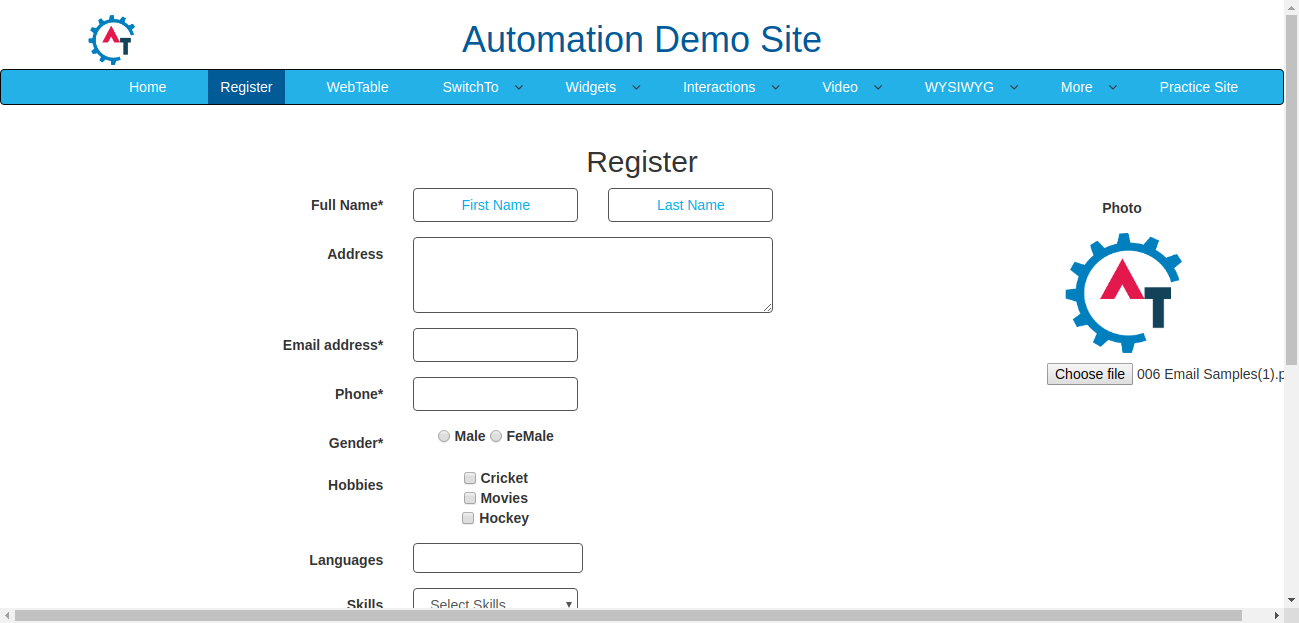 Automation Demo Site
Home Register WebTable SwitchTo Widgets Interactions Video WYSIWYG More Practice Site
Register
Full Name* First Name Last Name
Photo
Address
Email address*
Choose file 006 Email Samples(1).p
Phone*
Gender* Male FeMale
Hobbies Cricket
Movies
Hockey
Languages
Skills Select Skills